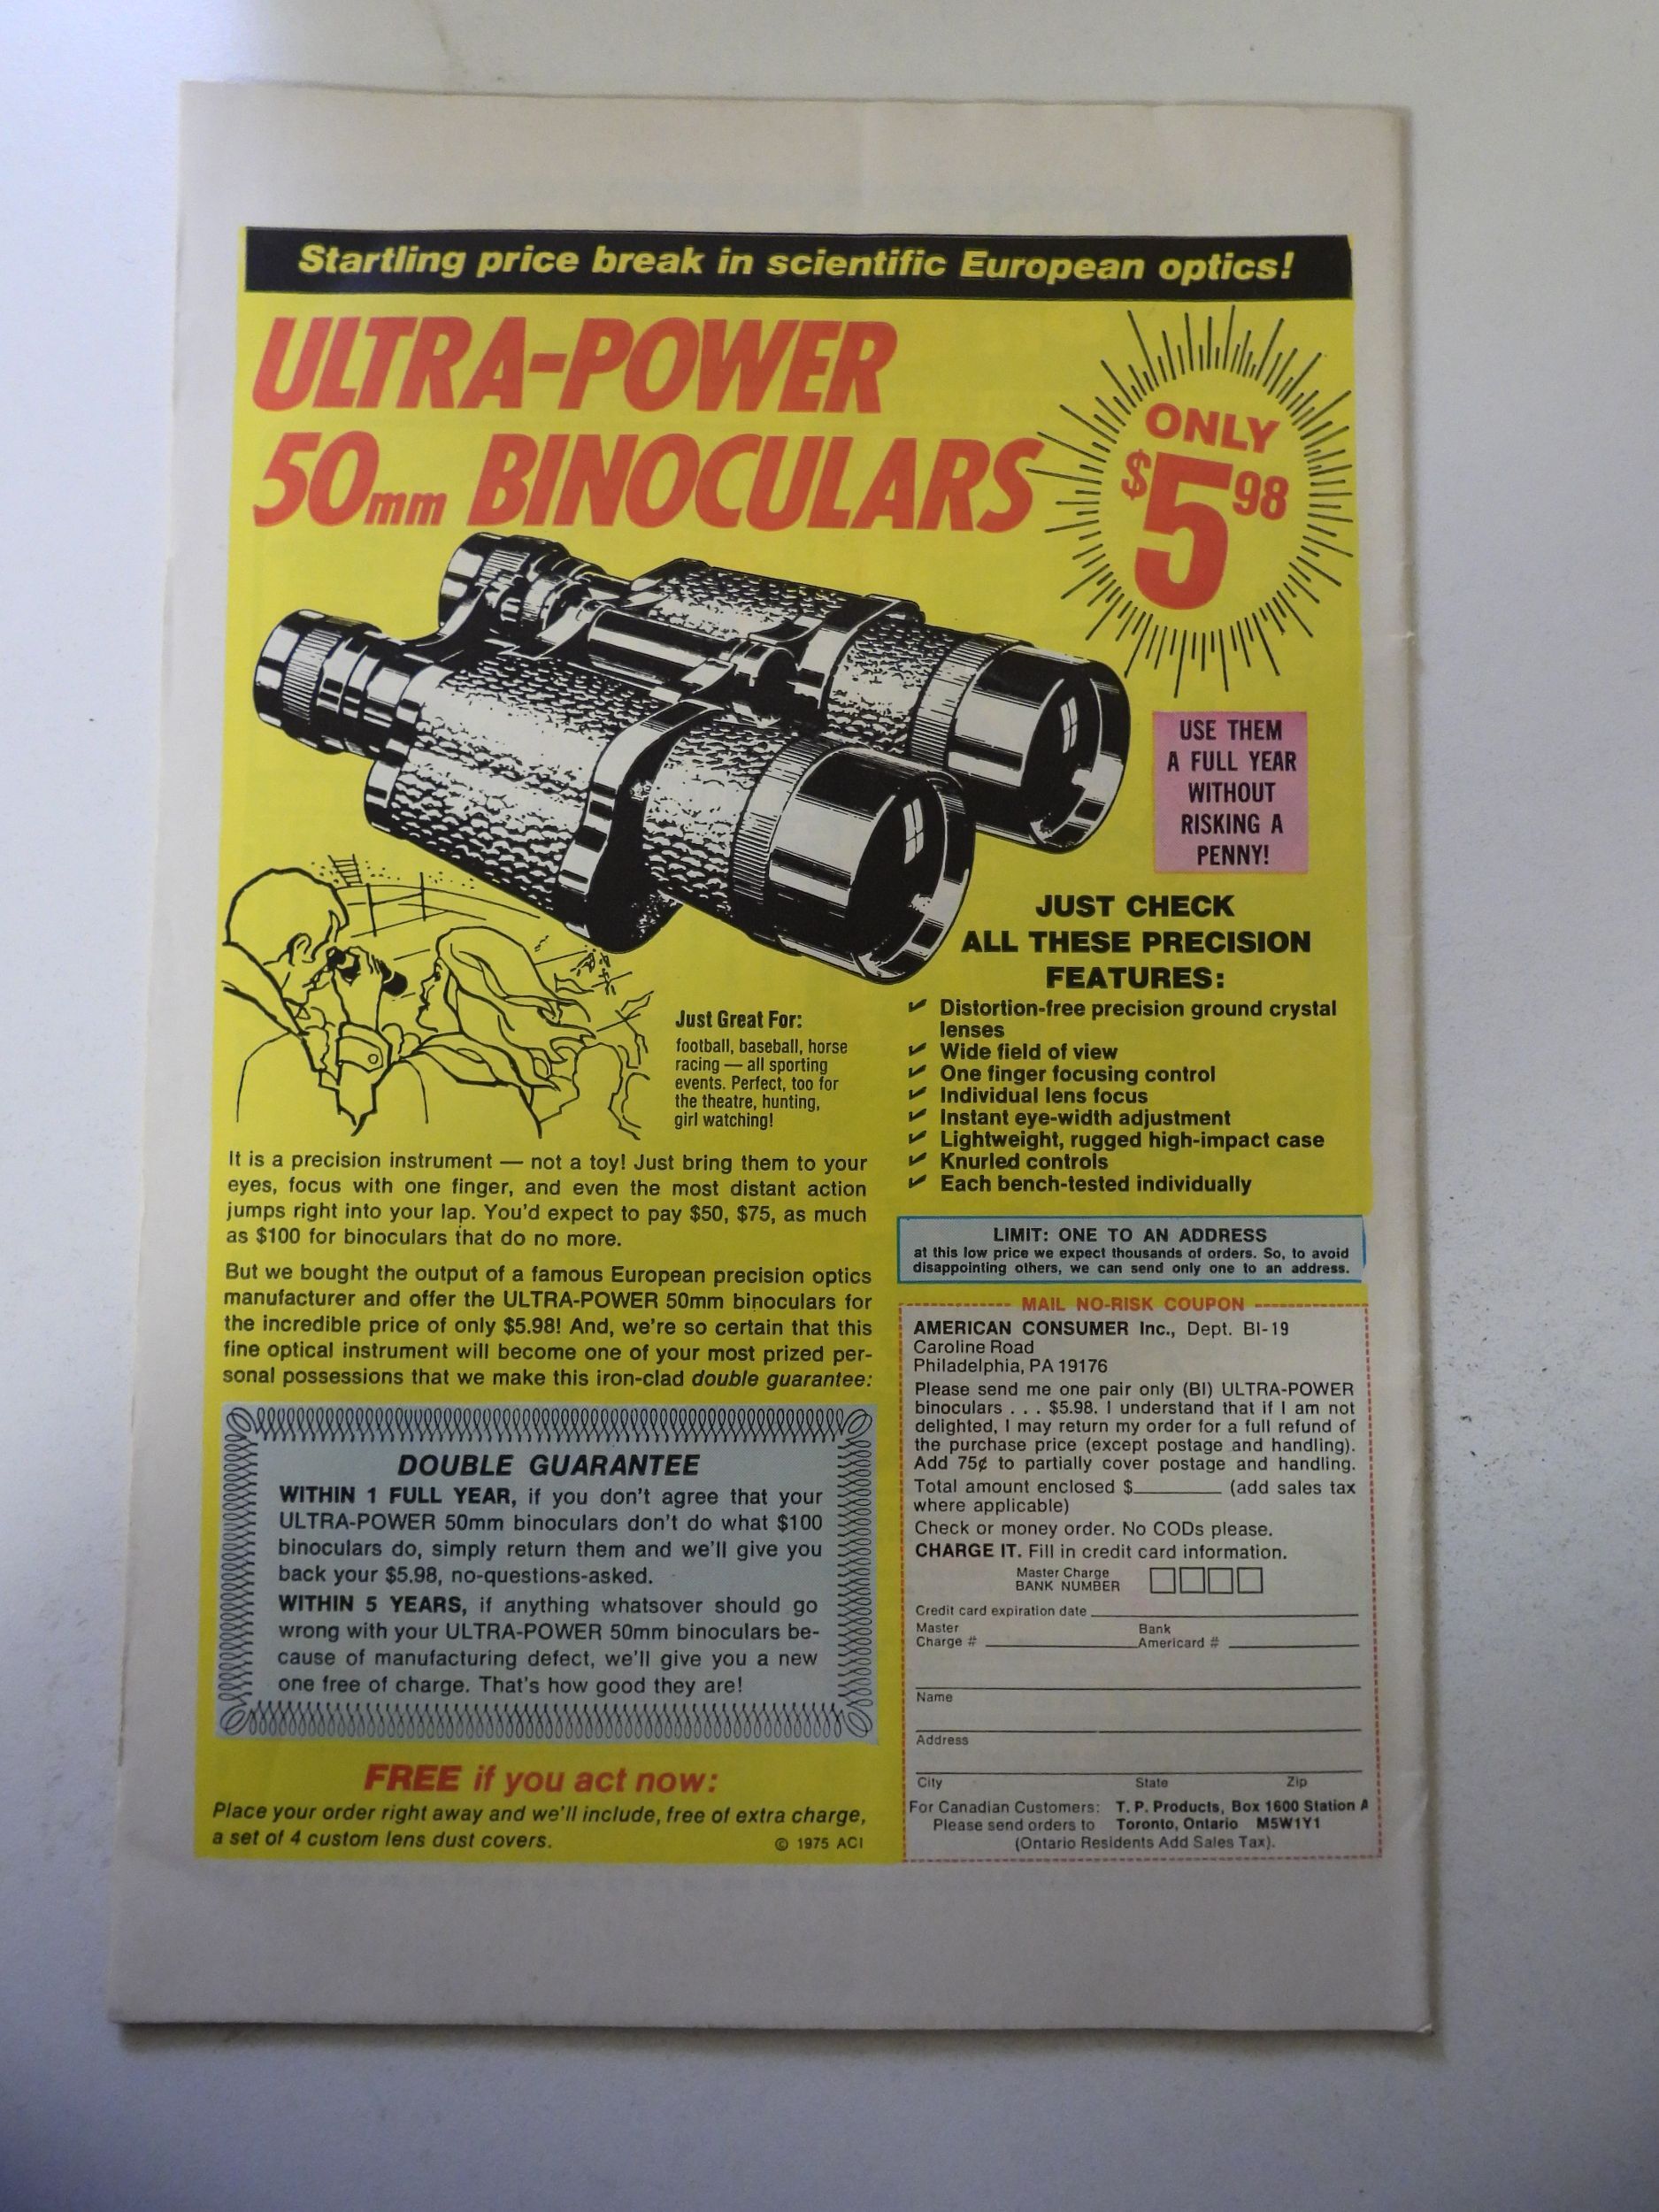 Startling price break in scientific European optics!
ULTRA-POWER
50mm BINOCULARS
ONLY
$5 98
USE THEM
A FULL YEAR
WITHOUT
RISKING A
PENNY!
JUST CHECK
ALL THESE PRECISION
FEATURES:
✔ Distortion-free precision ground crystal
lenses
✔ Wide field of view
✔ One finger focusing control
✔ Individual lens focus
✔ Instant eye-width adjustment
✔ Lightweight, rugged high-impact case
✔ Knurled controls
✔ Each bench-tested individually
Just Great For:
football, baseball, horse
racing — all sporting
events. Perfect, too for
the theatre, hunting,
girl watching!
It is a precision instrument — not a toy! Just bring them to your
eyes, focus with one finger, and even the most distant action
jumps right into your lap. You'd expect to pay $50, $75, as much
as $100 for binoculars that do no more.
But we bought the output of a famous European precision optics
manufacturer and offer the ULTRA-POWER 50mm binoculars for
the incredible price of only $5.98! And, we're so certain that this
fine optical instrument will become one of your most prized per-
sonal possessions that we make this iron-clad double guarantee:
DOUBLE GUARANTEE
WITHIN 1 FULL YEAR, if you don't agree that your
ULTRA-POWER 50mm binoculars don't do what $100
binoculars do, simply return them and we'll give you
back your $5.98, no-questions-asked.
WITHIN 5 YEARS, if anything whatsover should go
wrong with your ULTRA-POWER 50mm binoculars be-
cause of manufacturing defect, we'll give you a new
one free of charge. That's how good they are!
FREE if you act now:
Place your order right away and we'll include, free of extra charge,
a set of 4 custom lens dust covers.
© 1975 ACI
LIMIT: ONE TO AN ADDRESS
at this low price we expect thousands of orders. So, to avoid
disappointing others, we can send only one to an address.
MAIL NO-RISK COUPON
AMERICAN CONSUMER Inc., Dept. BI-19
Caroline Road
Philadelphia, PA 19176
Please send me one pair only (BI) ULTRA-POWER
binoculars . . . $5.98. I understand that if I am not
delighted, I may return my order for a full refund of
the purchase price (except postage and handling).
Add 75¢ to partially cover postage and handling.
Total amount enclosed $________ (add sales tax
where applicable)
Check or money order. No CODs please.
CHARGE IT. Fill in credit card information.
Master Charge
BANK NUMBER
Credit card expiration date
Master Charge #
Bank Americard #
Name
Address
City State Zip
For Canadian Customers: T. P. Products, Box 1600 Station A
Please send orders to Toronto, Ontario M5W1Y1
(Ontario Residents Add Sales Tax).